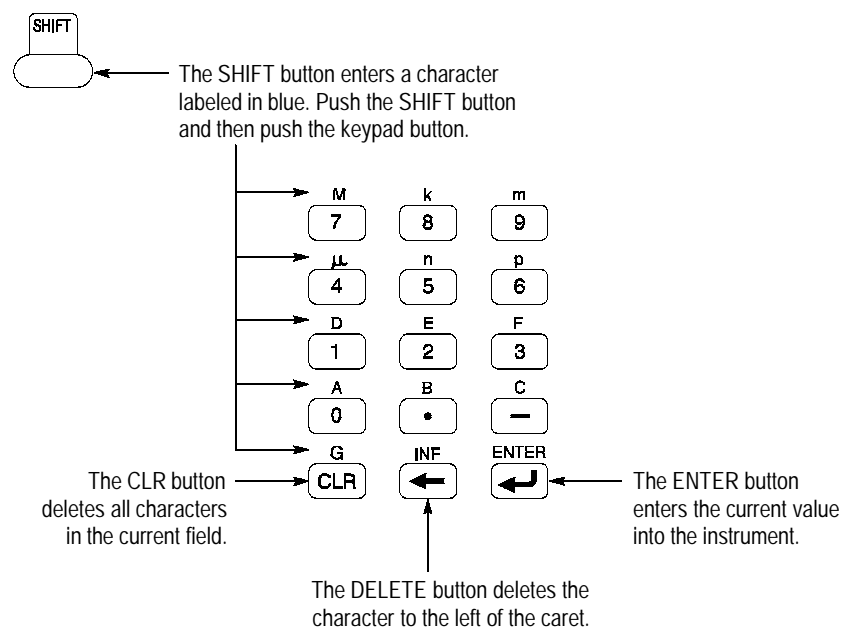 SHIFT
The SHIFT button enters a character
labeled in blue. Push the SHIFT button
and then push the keypad button.
M k m
7 8 9
µ n p
4 5 6
D E F
1 2 3
A B C
0 • —
G INF ENTER
CLR
The CLR button
deletes all characters
in the current field.
The ENTER button
enters the current value
into the instrument.
The DELETE button deletes the
character to the left of the caret.